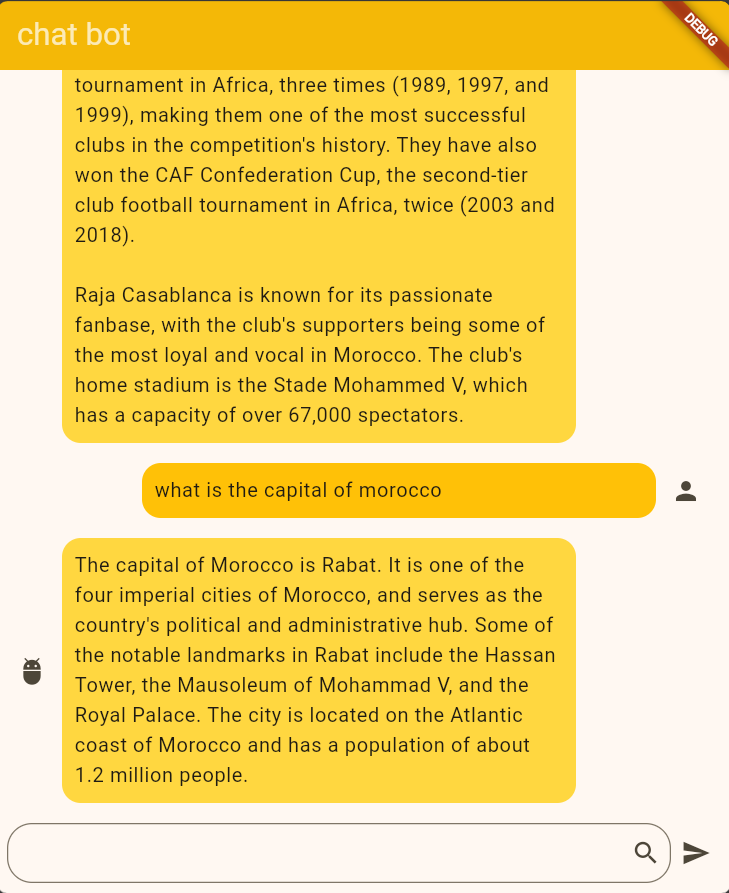 chat bot
DEBUG
tournament in Africa, three times (1989, 1997, and
1999), making them one of the most successful
clubs in the competition's history. They have also
won the CAF Confederation Cup, the second-tier
club football tournament in Africa, twice (2003 and
2018).
Raja Casablanca is known for its passionate
fanbase, with the club's supporters being some of
the most loyal and vocal in Morocco. The club's
home stadium is the Stade Mohammed V, which
has a capacity of over 67,000 spectators.
what is the capital of morocco
The capital of Morocco is Rabat. It is one of the
four imperial cities of Morocco, and serves as the
country's political and administrative hub. Some of
the notable landmarks in Rabat include the Hassan
Tower, the Mausoleum of Mohammad V, and the
Royal Palace. The city is located on the Atlantic
coast of Morocco and has a population of about
1.2 million people.